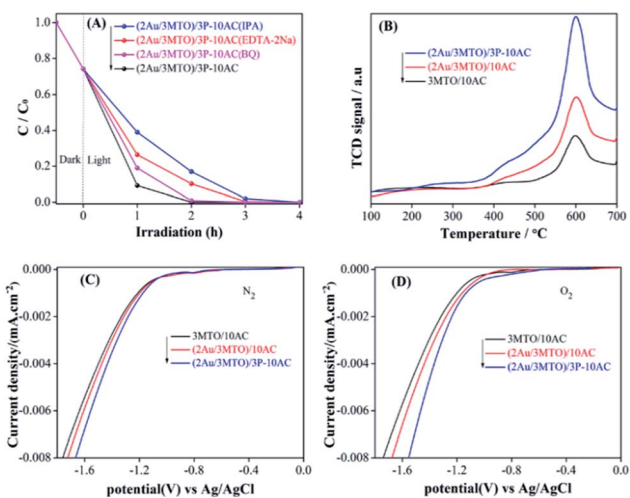 (A)
(2Au/3MTO)/3P-10AC(IPA)
(2Au/3MTO)/3P-10AC(EDTA-2Na)
(2Au/3MTO)/3P-10AC(BQ)
(2Au/3MTO)/3P-10AC
C / C₀
1.0
0.8
0.6
0.4
0.2
0.0
Dark
Light
0 1 2 3 4
Irradiation (h)
(B)
(2Au/3MTO)/3P-10AC
(2Au/3MTO)/10AC
3MTO/10AC
TCD signal / a.u
100 200 300 400 500 600 700
Temperature / °C
(C)
N₂
3MTO/10AC
(2Au/3MTO)/10AC
(2Au/3MTO)/3P-10AC
Current density/(mA.cm⁻²)
0.000
-0.002
-0.004
-0.006
-0.008
-1.6 -1.2 -0.8 -0.4 0.0
potential(V) vs Ag/AgCl
(D)
O₂
3MTO/10AC
(2Au/3MTO)/10AC
(2Au/3MTO)/3P-10AC
Current density/(mA.cm⁻²)
0.000
-0.002
-0.004
-0.006
-0.008
-1.6 -1.2 -0.8 -0.4 0.0
potential(V) vs Ag/AgCl